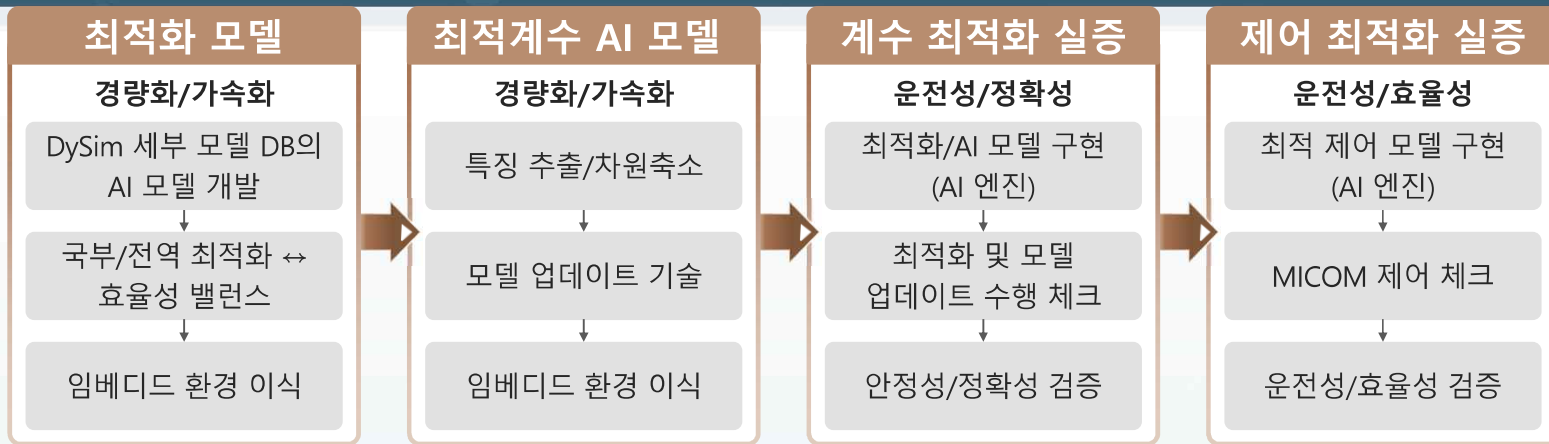 최적화 모델
경량화/가속화
DySim 세부 모델 DB의
AI 모델 개발
국부/전역 최적화 ↔
효율성 밸런스
임베디드 환경 이식
최적계수 AI 모델
경량화/가속화
특징 추출/차원축소
모델 업데이트 기술
임베디드 환경 이식
계수 최적화 실증
운전성/정확성
최적화/AI 모델 구현
(AI 엔진)
최적화 및 모델
업데이트 수행 체크
안정성/정확성 검증
제어 최적화 실증
운전성/효율성
최적 제어 모델 구현
(AI 엔진)
MICOM 제어 체크
운전성/효율성 검증